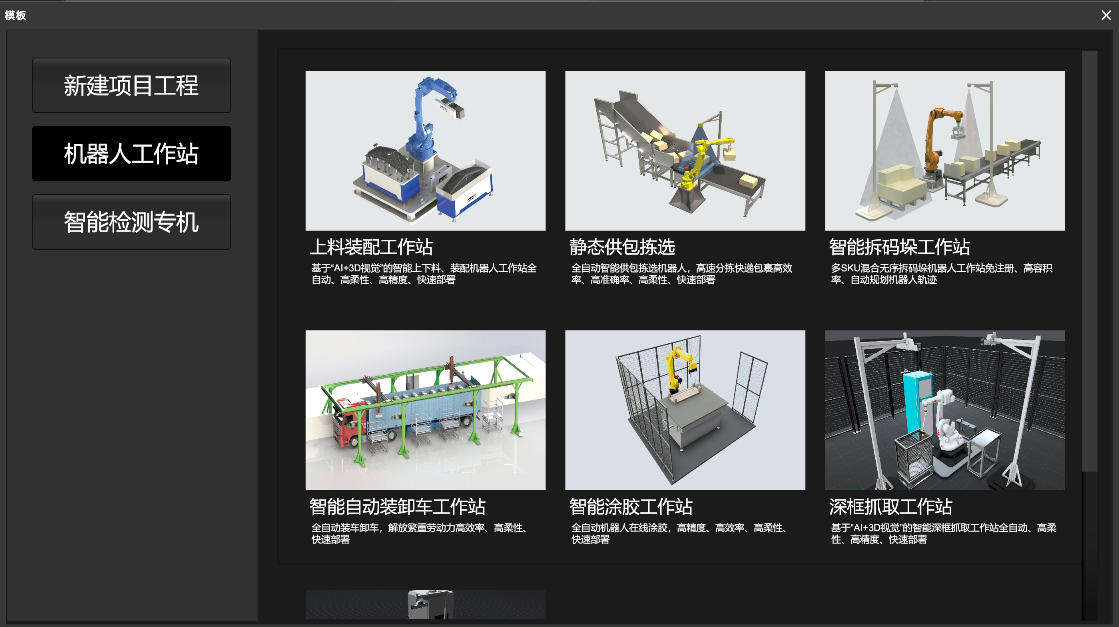 模板
新建项目工程
机器人工作站
智能检测专机
上料装配工作站
基于“AI+3D视觉”的智能上下料、装配机器人工作站全
自动、高柔性、高精度、快速部署
静态供包拣选
全自动智能供包拣选机器人，高速分拣快递包裹高效
率、高准确率、高柔性、快速部署
智能拆码垛工作站
多SKU混合无序拆码垛机器人工作站免注册、高容积
率、自动规划机器人轨迹
智能自动装卸车工作站
全自动装车卸车，解放繁重劳动力高效率、高柔性、
快速部署
智能涂胶工作站
全自动机器人在线涂胶，高精度、高效率、高柔性、
快速部署
深框抓取工作站
基于“AI+3D视觉”的智能深框抓取工作站全自动、高柔
性、高精度、快速部署